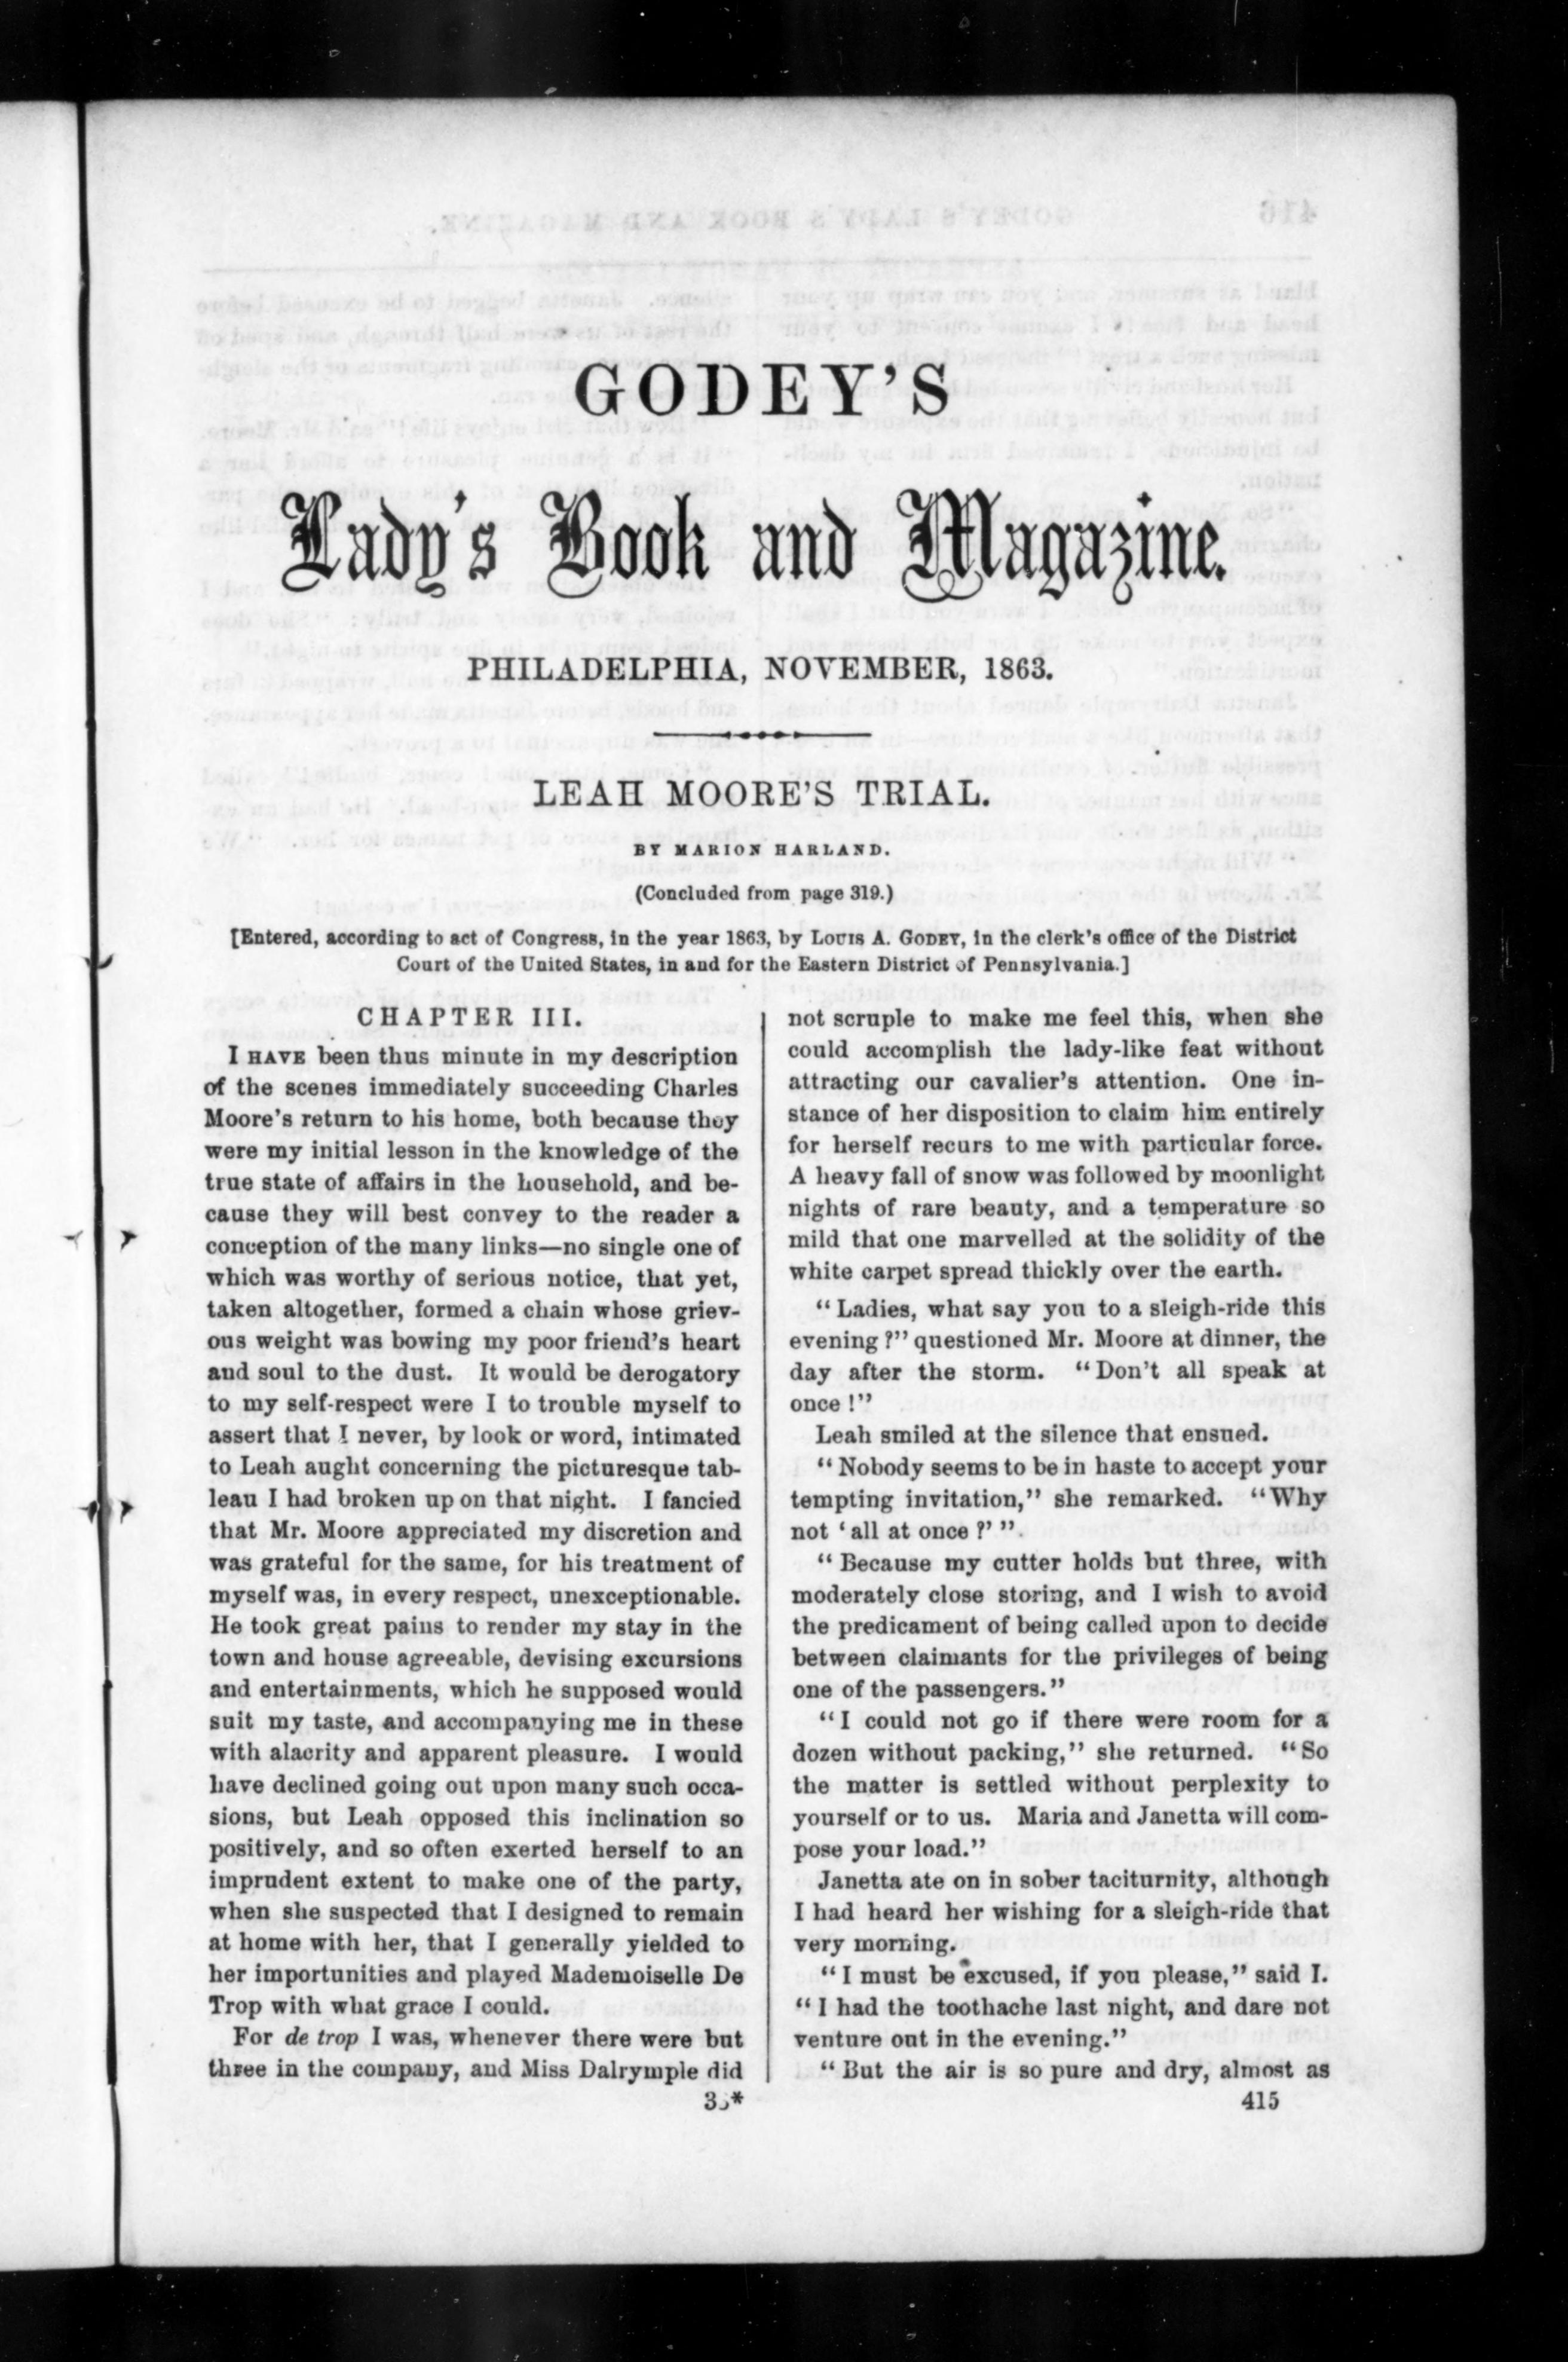 GODEY'S
Lady's Book and Magazine.
PHILADELPHIA, NOVEMBER, 1863.
LEAH MOORE'S TRIAL.
BY MARION HARLAND.
(Concluded from page 319.)
[Entered, according to act of Congress, in the year 1863, by LOUIS A. GODEY, in the clerk's office of the District
Court of the United States, in and for the Eastern District of Pennsylvania.]
CHAPTER III.
I HAVE been thus minute in my description
of the scenes immediately succeeding Charles
Moore's return to his home, both because they
were my initial lesson in the knowledge of the
true state of affairs in the household, and be-
cause they will best convey to the reader a
conception of the many links—no single one of
which was worthy of serious notice, that yet,
taken altogether, formed a chain whose griev-
ous weight was bowing my poor friend's heart
and soul to the dust. It would be derogatory
to my self-respect were I to trouble myself to
assert that I never, by look or word, intimated
to Leah aught concerning the picturesque tab-
leau I had broken up on that night. I fancied
that Mr. Moore appreciated my discretion and
was grateful for the same, for his treatment of
myself was, in every respect, unexceptionable.
He took great pains to render my stay in the
town and house agreeable, devising excursions
and entertainments, which he supposed would
suit my taste, and accompanying me in these
with alacrity and apparent pleasure. I would
have declined going out upon many such occa-
sions, but Leah opposed this inclination so
positively, and so often exerted herself to an
imprudent extent to make one of the party,
when she suspected that I designed to remain
at home with her, that I generally yielded to
her importunities and played Mademoiselle De
Trop with what grace I could.
For de trop I was, whenever there were but
three in the company, and Miss Dalrymple did
not scruple to make me feel this, when she
could accomplish the lady-like feat without
attracting our cavalier's attention. One in-
stance of her disposition to claim him entirely
for herself recurs to me with particular force.
A heavy fall of snow was followed by moonlight
nights of rare beauty, and a temperature so
mild that one marvelled at the solidity of the
white carpet spread thickly over the earth.
"Ladies, what say you to a sleigh-ride this
evening?" questioned Mr. Moore at dinner, the
day after the storm. "Don't all speak at
once!"
Leah smiled at the silence that ensued.
"Nobody seems to be in haste to accept your
tempting invitation," she remarked. "Why
not 'all at once?'"
"Because my cutter holds but three, with
moderately close storing, and I wish to avoid
the predicament of being called upon to decide
between claimants for the privileges of being
one of the passengers."
"I could not go if there were room for a
dozen without packing," she returned. "So
the matter is settled without perplexity to
yourself or to us. Maria and Janetta will com-
pose your load."
Janetta ate on in sober taciturnity, although
I had heard her wishing for a sleigh-ride that
very morning.
"I must be excused, if you please," said I.
"I had the toothache last night, and dare not
venture out in the evening."
"But the air is so pure and dry, almost as
415